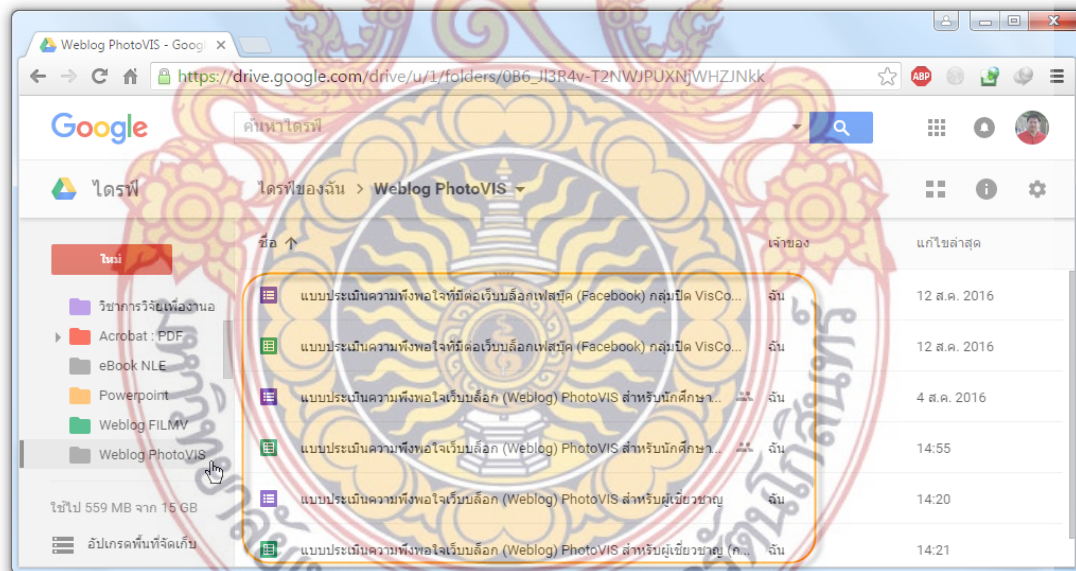 Weblog PhotoVIS - Googl
https://drive.google.com/drive/u/1/folders/0B6_Jl3R4v-T2NWJPUXNjWHZJNkk
ABP
Google
ค้นหาไดรฟ์
ไดรฟ์
ไดรฟ์ของฉัน > Weblog PhotoVIS
ใหม่
วิชาการวิจัยเพื่องานอ
Acrobat : PDF
eBook NLE
Powerpoint
Weblog FILMV
Weblog PhotoVIS
ใช้ไป 559 MB จาก 15 GB
อัปเกรดพื้นที่จัดเก็บ
ชื่อ เจ้าของ แก้ไขล่าสุด
แบบประเมินความพึงพอใจที่มีต่อเว็บบล็อกเฟสบุ๊ค (Facebook) กลุ่มปิด VisCo... ฉัน 12 ส.ค. 2016
แบบประเมินความพึงพอใจที่มีต่อเว็บบล็อกเฟสบุ๊ค (Facebook) กลุ่มปิด VisCo... ฉัน 12 ส.ค. 2016
แบบประเมินความพึงพอใจเว็บบล็อก (Weblog) PhotoVIS สำหรับนักศึกษา... ฉัน 4 ส.ค. 2016
แบบประเมินความพึงพอใจเว็บบล็อก (Weblog) PhotoVIS สำหรับนักศึกษา... ฉัน 14:55
แบบประเมินความพึงพอใจเว็บบล็อก (Weblog) PhotoVIS สำหรับผู้เชี่ยวชาญ ฉัน 14:20
แบบประเมินความพึงพอใจเว็บบล็อก (Weblog) PhotoVIS สำหรับผู้เชี่ยวชาญ (ก... ฉัน 14:21